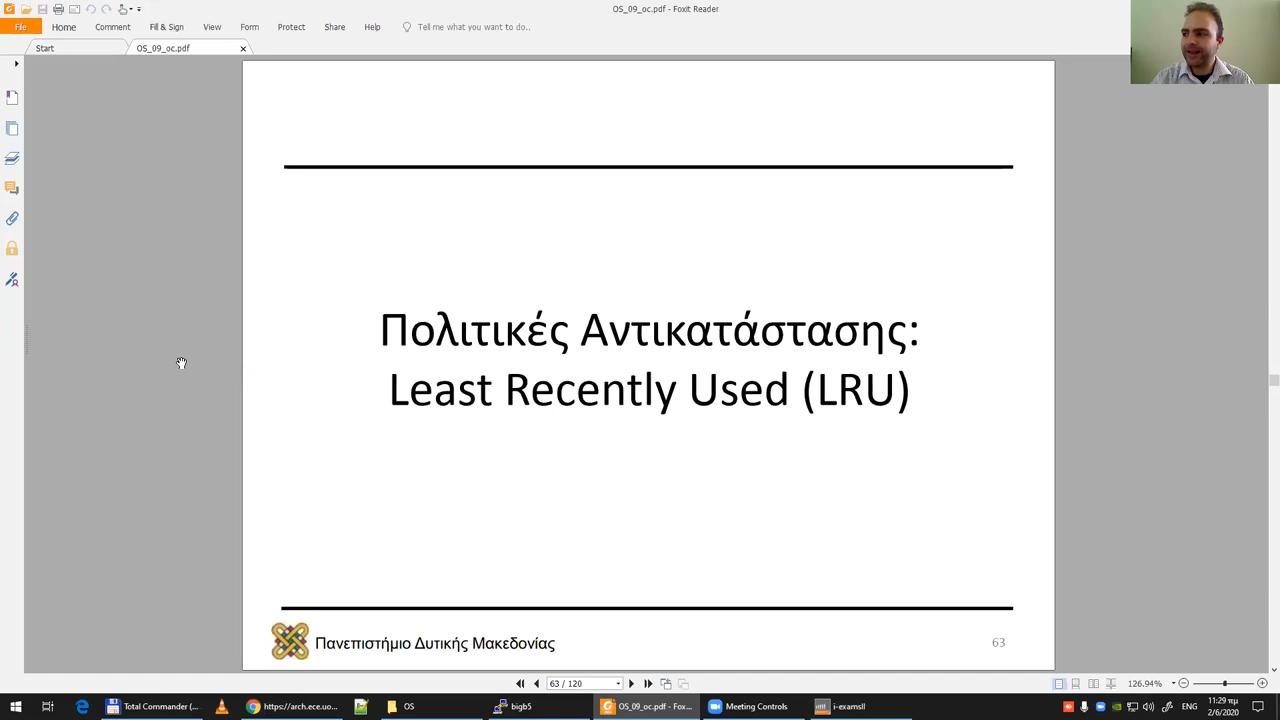 OS_09_oc.pdf - Foxit Reader
File Home Comment Fill & Sign View Form Protect Share Help Tell me what you want to do..
Start OS_09_oc.pdf
Πολιτικές Αντικατάστασης:
Least Recently Used (LRU)
Πανεπιστήμιο Δυτικής Μακεδονίας
63
63 / 120
126.94%
Total Commander (... https://arch.ece.uo... OS bigb5 OS_09_oc.pdf - Fox... Meeting Controls i-examsll
ENG 11:29 πμ
2/6/2020